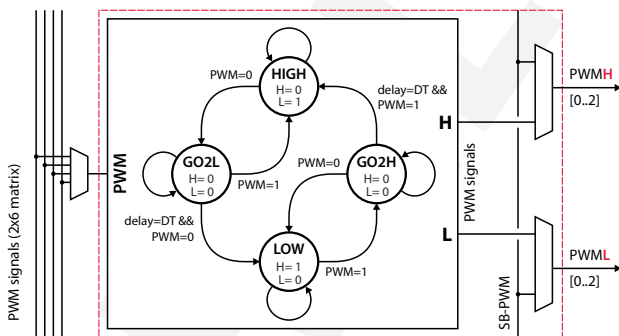 PWM signals (2x6 matrix)
PWM
HIGH
H= 0
L= 1
PWM=0
PWM=1
delay=DT &&
PWM=1
GO2L
H= 0
L= 0
GO2H
H= 0
L= 0
PWM=0
PWM=1
delay=DT &&
PWM=0
LOW
H= 1
L= 0
H
L
PWM signals
SB-PWM
PWMH
[0..2]
PWML
[0..2]